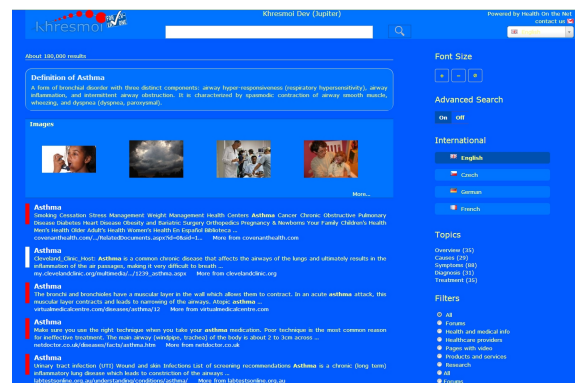 Khresmoi
FOR EVERYONE
Khresmoi Dev (Jupiter)
Powered by Health On the Net
contact us
English
About 180,000 results
Definition of Asthma
A form of bronchial disorder with three distinct components: airway hyper-responsiveness (respiratory hypersensitivity), airway
inflammation, and intermittent airway obstruction. It is characterized by spasmodic contraction of airway smooth muscle,
wheezing, and dyspnea (dyspnea, paroxysmal).
Images
More...
Asthma
Smoking Cessation Stress Management Weight Management Health Centers Asthma Cancer Chronic Obstructive Pulmonary
Disease Diabetes Heart Disease Obesity and Bariatric Surgery Orthopedics Pregnancy & Newborns Your Family Children's Health
Men's Health Older Adult's Health Women's Health En Español Biblioteca ...
covenanthealth.com/.../RelatedDocuments.aspx?id=0&sid=1... More from covenanthealth.com
Asthma
Cleveland_Clinic_Host: Asthma is a common chronic disease that affects the airways of the lungs and ultimately results in the
inflammation of the air passages, making it very difficult to breath ...
my.clevelandclinic.org/multimedia/.../1239_asthma.aspx More from clevelandclinic.org
Asthma
The bronchi and bronchioles have a muscular layer in the wall which allows them to contract. In an acute asthma attack, this
muscular layer contracts and leads to narrowing of the airways. Atopic asthma ...
virtualmedicalcentre.com/diseases/asthma/12 More from virtualmedicalcentre.com
Asthma
Make sure you use the right technique when you take your asthma medication. Poor technique is the most common reason
for ineffective treatment. The main airway (windpipe, trachea) of the body is about 2 to 3cm across ...
netdoctor.co.uk/diseases/facts/asthma.htm More from netdoctor.co.uk
Asthma
Urinary tract infection (UTI) Wound and skin Infections List of screening recommendations Asthma is a chronic (long term)
inflammatory lung disease which leads to constriction of the airways ...
labtestsonline.org.au/understanding/conditions/asthma/ More from labtestsonline.org.au
Font Size
+ -
Advanced Search
On Off
International
English
Czech
German
French
Topics
Overview (35)
Causes (29)
Symptoms (88)
Diagnosis (31)
Treatment (35)
Filters
All
Forums
Health and medical info
Healthcare providers
Pages with video
Products and services
Research
All
Forums